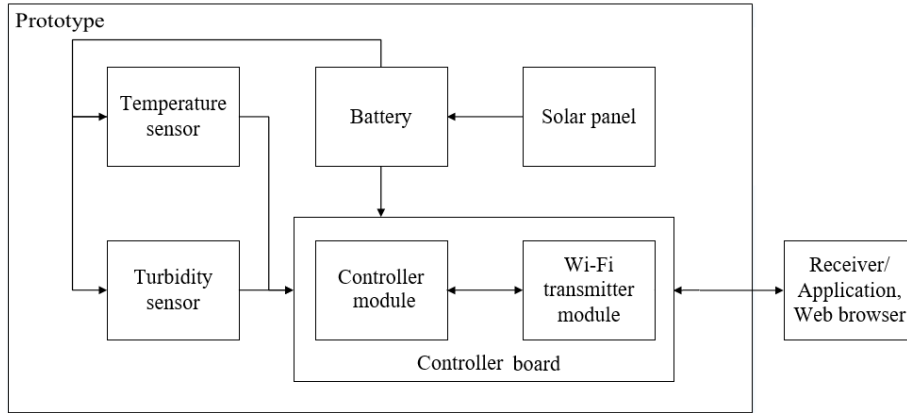 Prototype
Temperature
sensor
Battery
Solar panel
Turbidity
sensor
Controller
module
Wi-Fi
transmitter
module
Controller board
Receiver/
Application,
Web browser